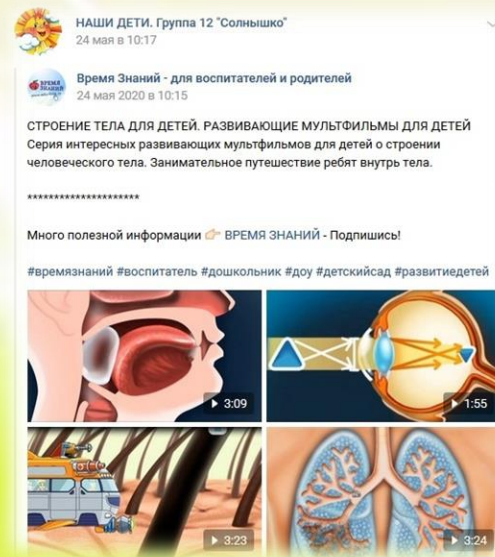 НАШИ ДЕТИ. Группа 12 "Солнышко"
24 мая в 10:17
ВРЕМЯ
ЗНАНИЙ
Время Знаний - для воспитателей и родителей
24 мая 2020 в 10:15
СТРОЕНИЕ ТЕЛА ДЛЯ ДЕТЕЙ. РАЗВИВАЮЩИЕ МУЛЬТФИЛЬМЫ ДЛЯ ДЕТЕЙ
Серия интересных развивающих мультфильмов для детей о строении
человеческого тела. Занимательное путешествие ребят внутрь тела.
*********************
Много полезной информации 👉🏻 ВРЕМЯ ЗНАНИЙ - Подпишись!
#времязнаний #воспитатель #дошкольник #доу #детскийсад #развитиедетей
3:09
1:55
3:23
3:24